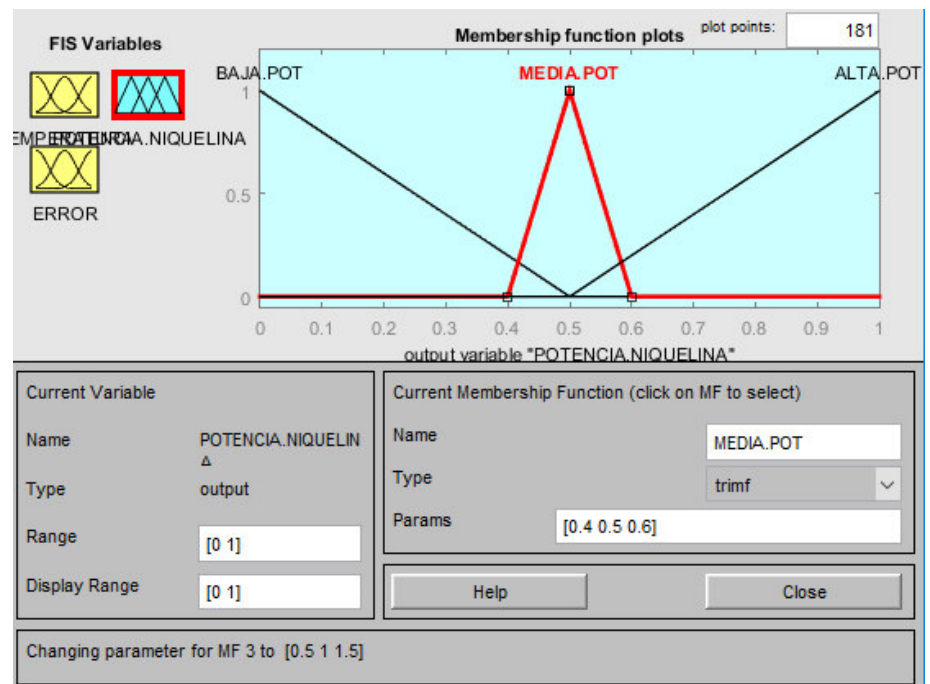 FIS Variables
Membership function plots
plot points:
181
BAJA.POT
MEDIA.POT
ALTA.POT
POTENCIA.NIQUELINA
ERROR
1
0.5
0
0 0.1 0.2 0.3 0.4 0.5 0.6 0.7 0.8 0.9 1
output variable "POTENCIA.NIQUELINA"
Current Variable
Name POTENCIA.NIQUELIN
A
Type output
Range [0 1]
Display Range [0 1]
Current Membership Function (click on MF to select)
Name MEDIA.POT
Type trimf
Params [0.4 0.5 0.6]
Help Close
Changing parameter for MF 3 to [0.5 1 1.5]